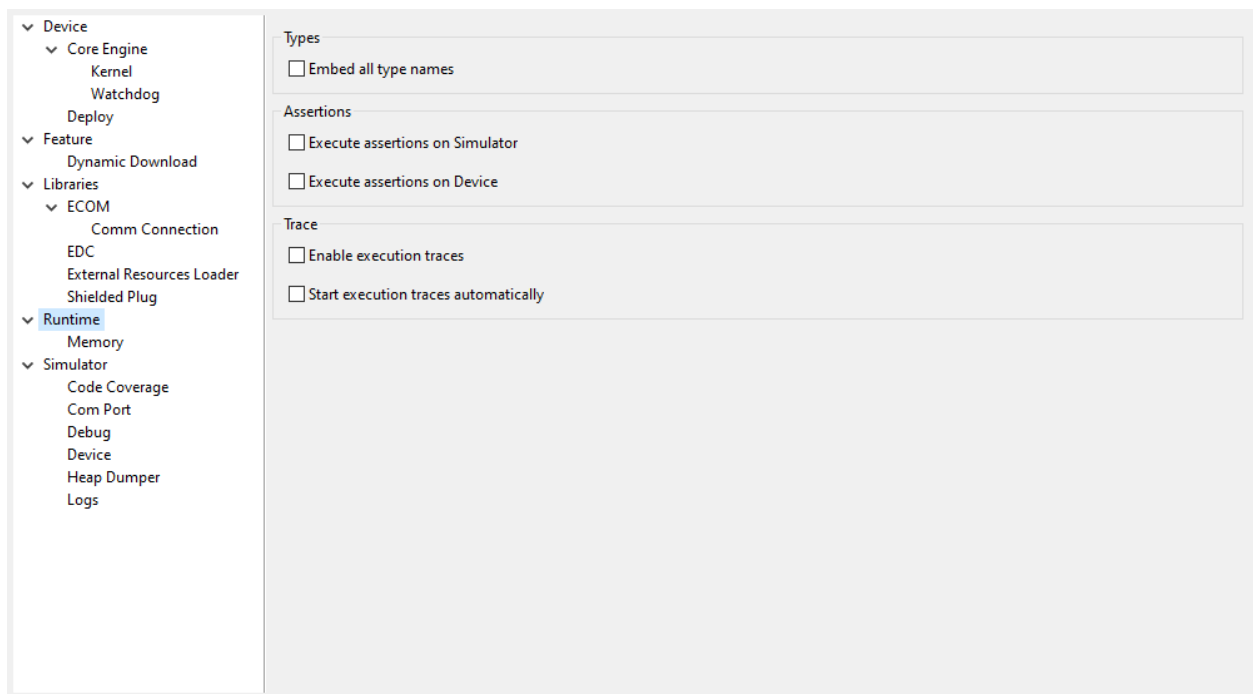 Device
Core Engine
Kernel
Watchdog
Deploy
Feature
Dynamic Download
Libraries
ECOM
Comm Connection
EDC
External Resources Loader
Shielded Plug
Runtime
Memory
Simulator
Code Coverage
Com Port
Debug
Device
Heap Dumper
Logs
Types
Embed all type names
Assertions
Execute assertions on Simulator
Execute assertions on Device
Trace
Enable execution traces
Start execution traces automatically